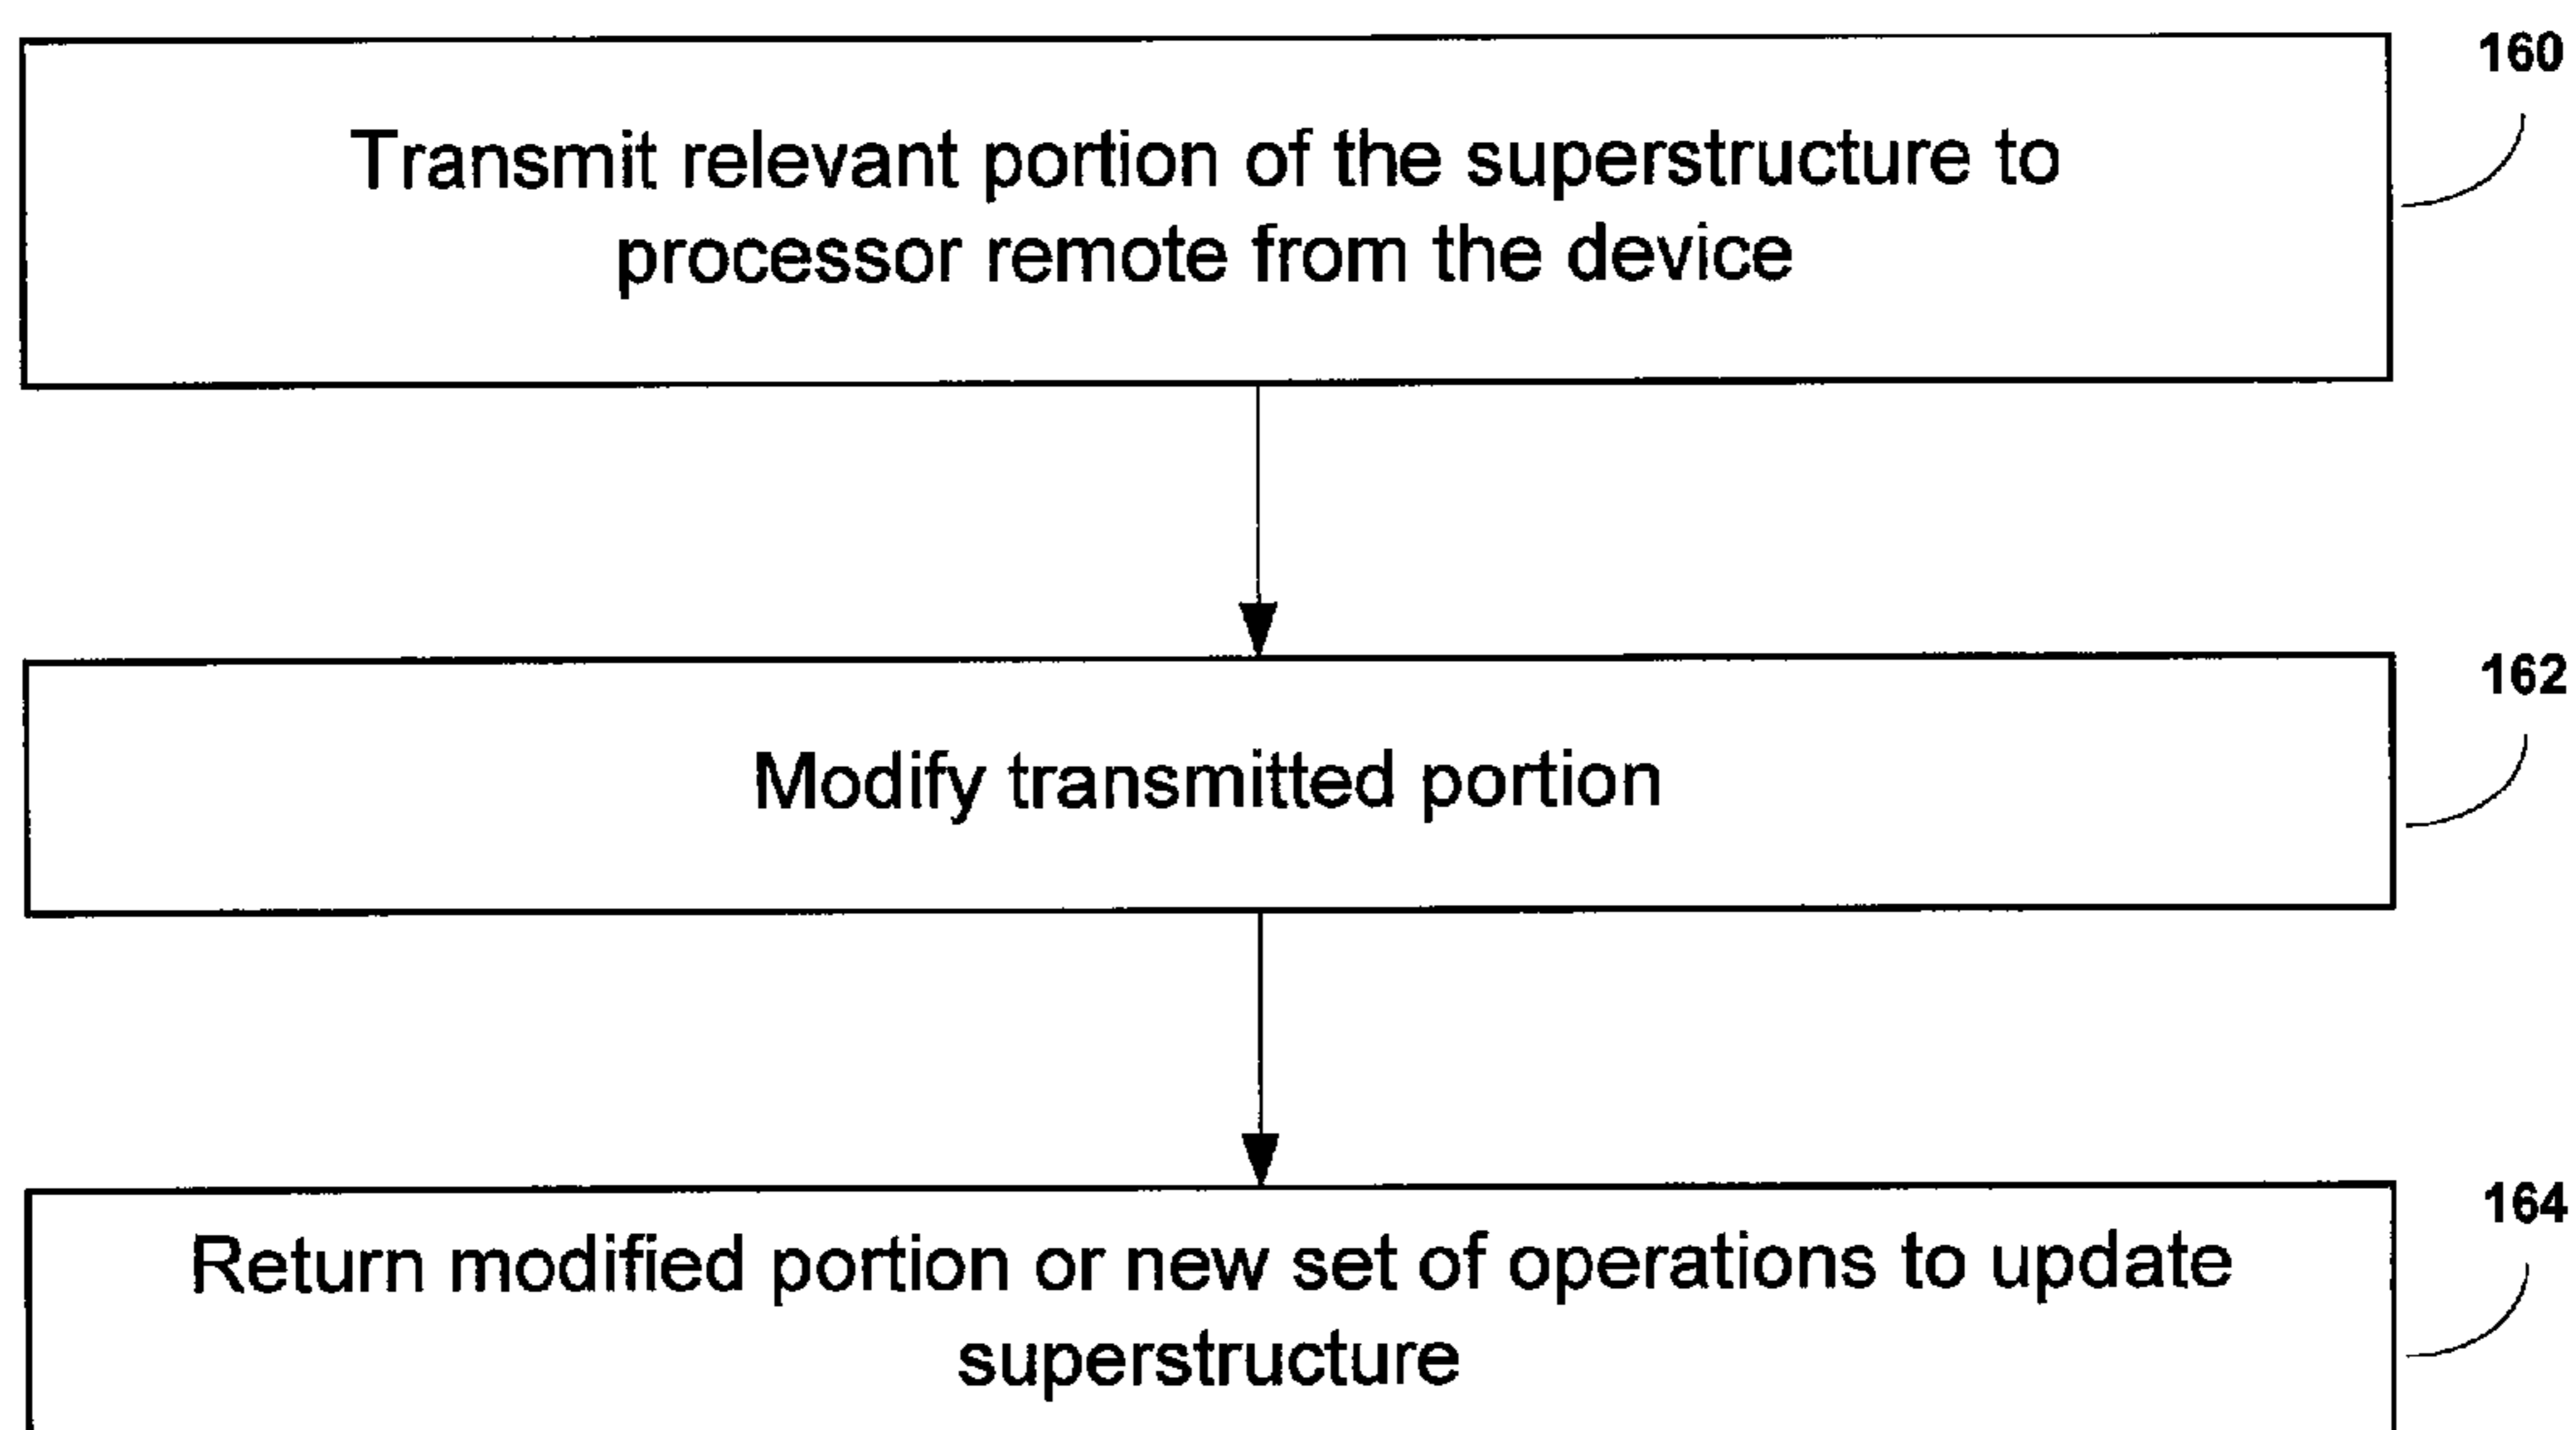 160
Transmit relevant portion of the superstructure to
processor remote from the device
162
Modify transmitted portion
164
Return modified portion or new set of operations to update
superstructure